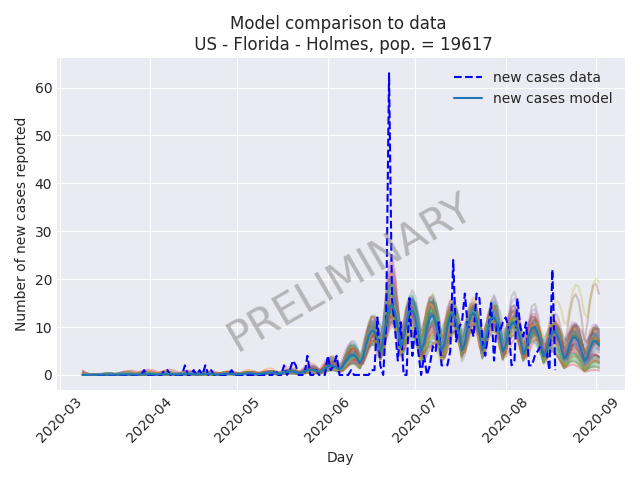 Model comparison to data
US - Florida - Holmes, pop. = 19617
new cases data
new cases model
PRELIMINARY
Number of new cases reported
60
50
40
30
20
10
0
2020-03
2020-04
2020-05
2020-06
2020-07
2020-08
2020-09
Day